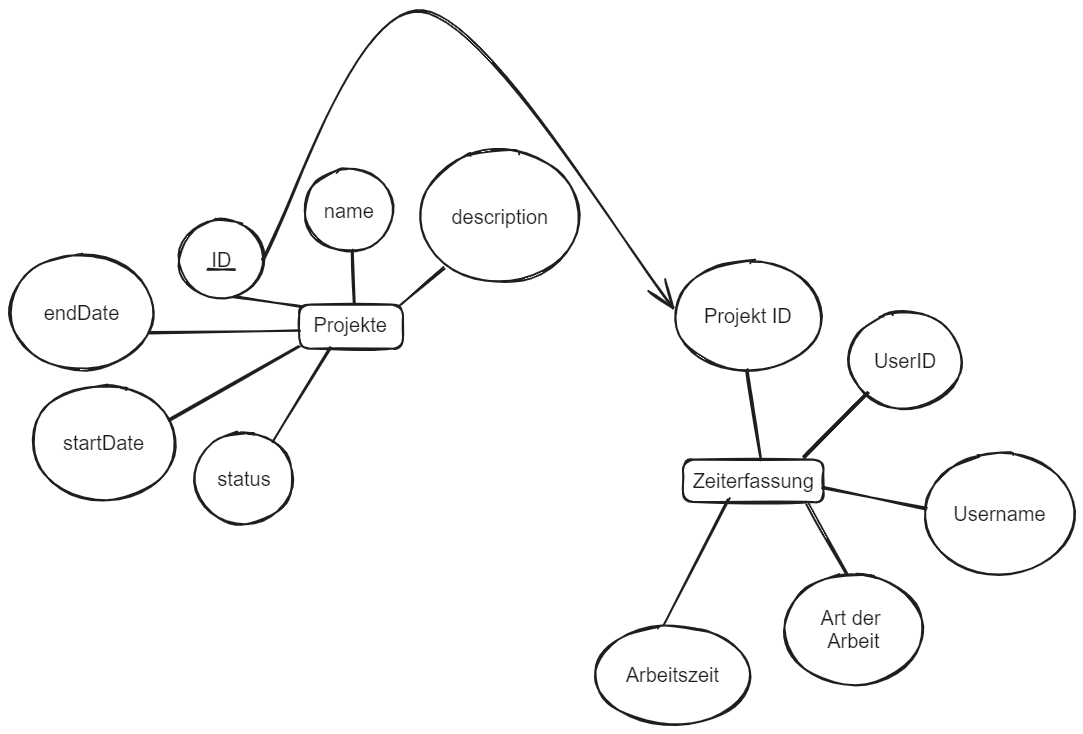 name
description
ID
endDate
Projekte
Projekt ID
UserID
startDate
status
Zeiterfassung
Username
Art der
Arbeit
Arbeitszeit